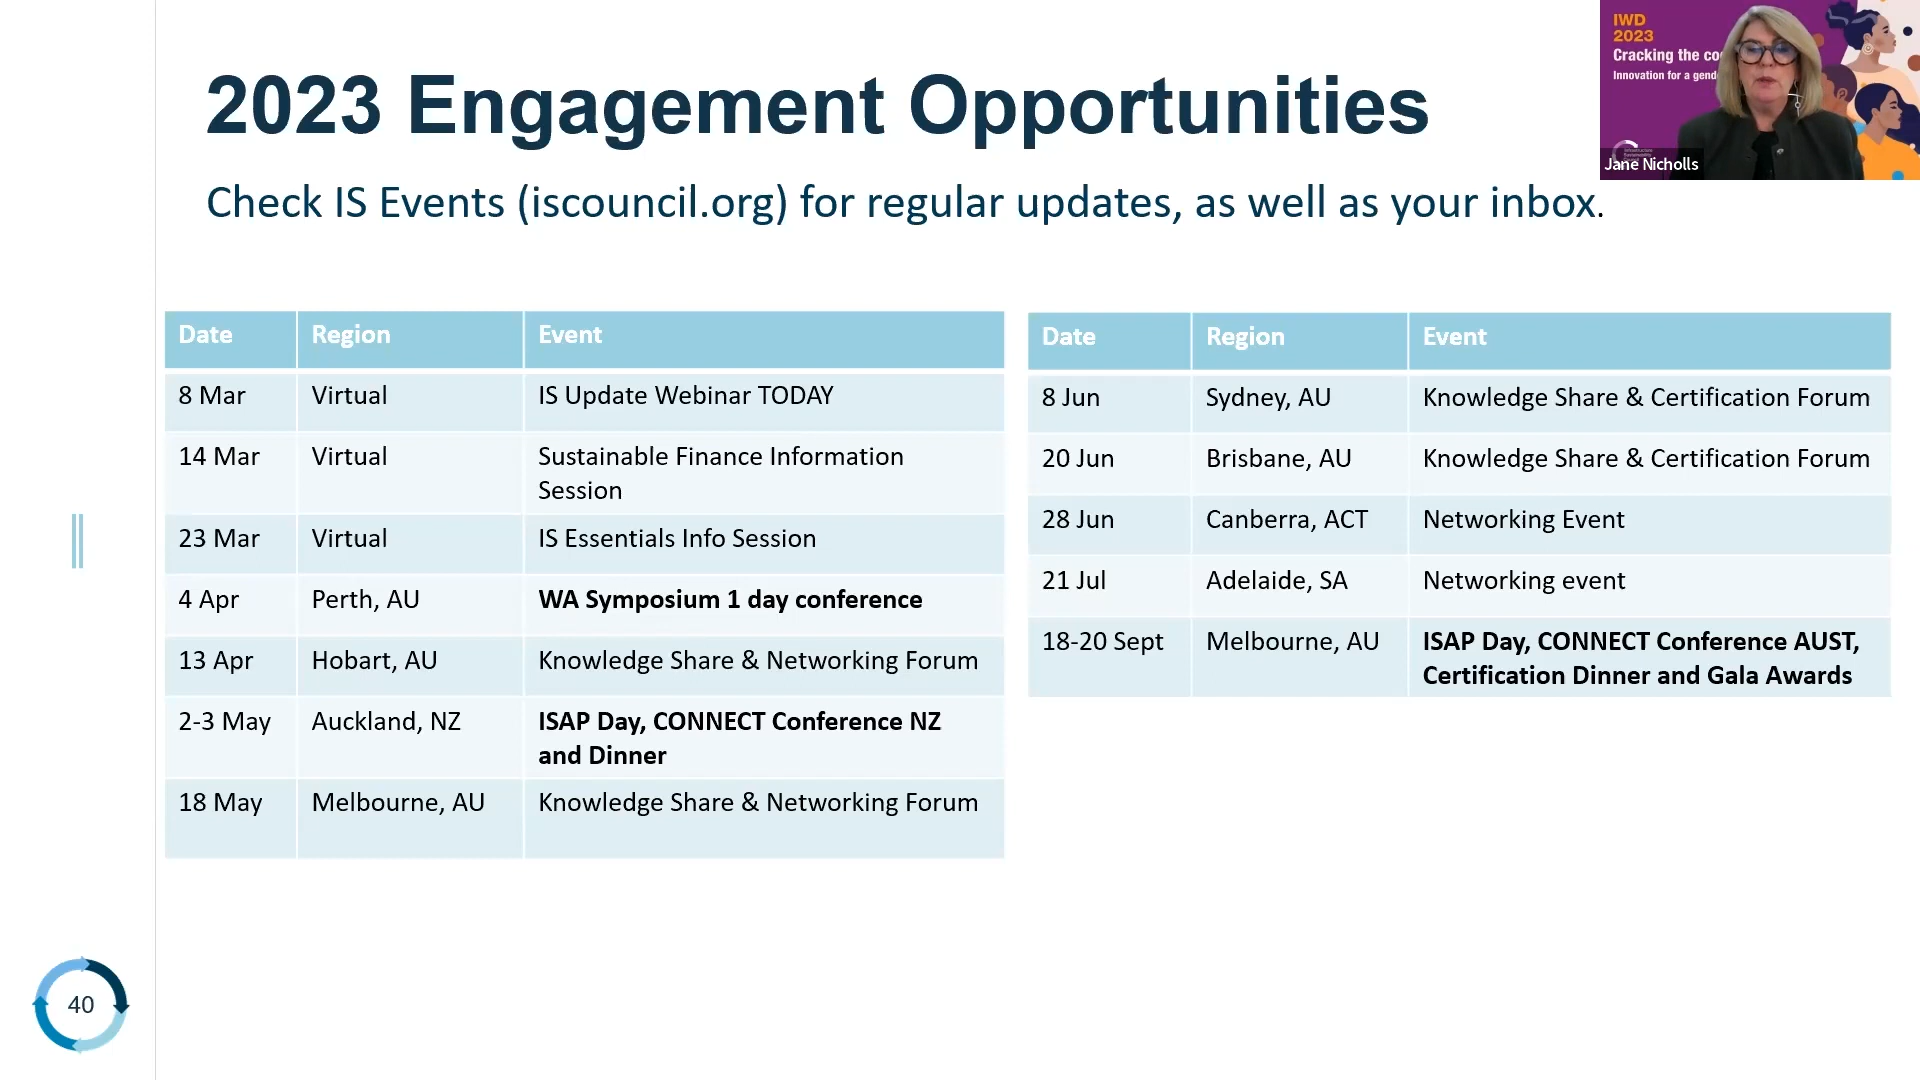 2023 Engagement Opportunities
Check IS Events (iscouncil.org) for regular updates, as well as your inbox.
IWD
2023
Cracking the co
Innovation for a gend
Jane Nicholls
Date Region Event
8 Mar Virtual IS Update Webinar TODAY
14 Mar Virtual Sustainable Finance Information
Session
23 Mar Virtual IS Essentials Info Session
4 Apr Perth, AU WA Symposium 1 day conference
13 Apr Hobart, AU Knowledge Share & Networking Forum
2-3 May Auckland, NZ ISAP Day, CONNECT Conference NZ
and Dinner
18 May Melbourne, AU Knowledge Share & Networking Forum
Date Region Event
8 Jun Sydney, AU Knowledge Share & Certification Forum
20 Jun Brisbane, AU Knowledge Share & Certification Forum
28 Jun Canberra, ACT Networking Event
21 Jul Adelaide, SA Networking event
18-20 Sept Melbourne, AU ISAP Day, CONNECT Conference AUST,
Certification Dinner and Gala Awards
40